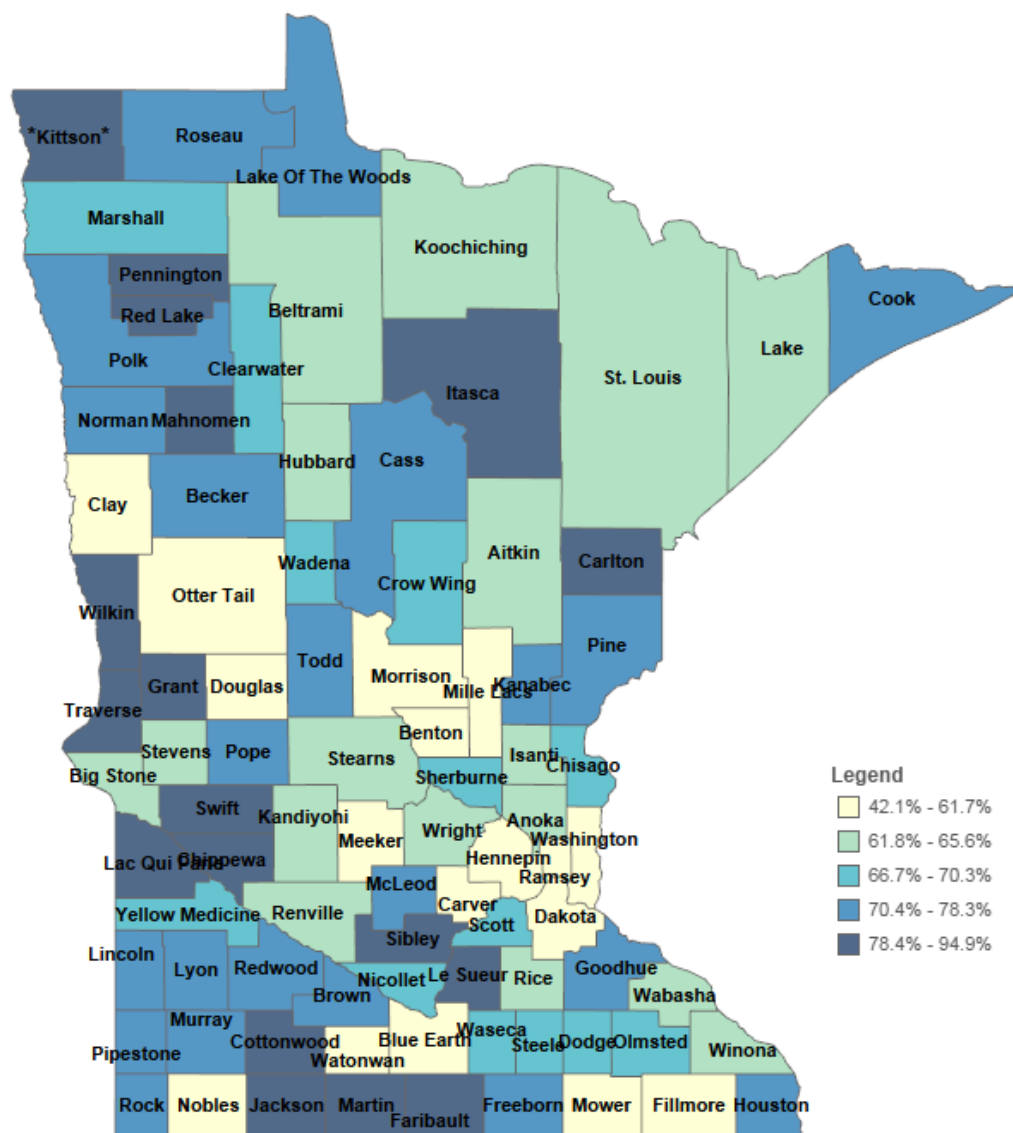 *Kittson*
Roseau
Lake Of The Woods
Marshall
Koochiching
Pennington
Red Lake
Beltrami
Cook
Polk
Clearwater
Lake
St. Louis
Itasca
Norman
Mahnomen
Hubbard
Cass
Clay
Becker
Aitkin
Wadena
Crow Wing
Carlton
Otter Tail
Wilkin
Pine
Todd
Morrison
Kanabec
Grant
Douglas
Mille Lacs
Traverse
Benton
Stevens
Pope
Stearns
Isanti
Chisago
Big Stone
Sherburne
Swift
Kandiyohi
Anoka
Wright
Washington
Meeker
Hennepin
Lac Qui Parle
Chippewa
Ramsey
McLeod
Carver
Dakota
Yellow Medicine
Renville
Scott
Sibley
Lincoln
Lyon
Redwood
Nicollet
Le Sueur
Rice
Goodhue
Brown
Wabasha
Murray
Pipestone
Cottonwood
Watonwan
Blue Earth
Waseca
Steele
Dodge
Olmsted
Winona
Rock
Nobles
Jackson
Martin
Faribault
Freeborn
Mower
Fillmore
Houston
Legend
42.1% - 61.7%
61.8% - 65.6%
66.7% - 70.3%
70.4% - 78.3%
78.4% - 94.9%